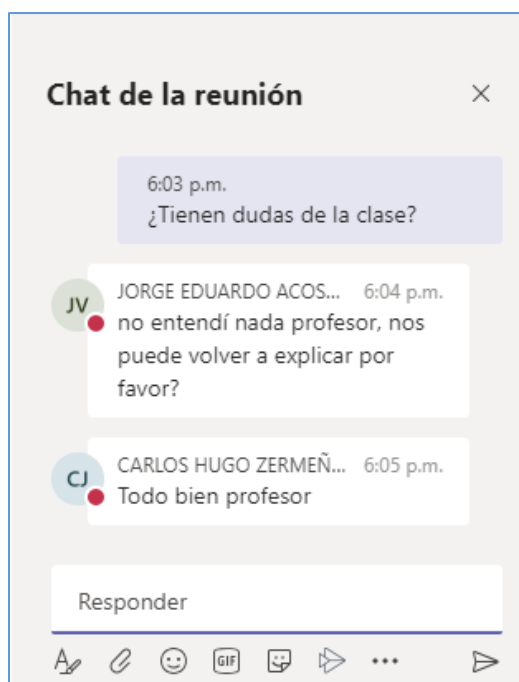 Chat de la reunión
6:03 p.m.
¿Tienen dudas de la clase?
JV
JORGE EDUARDO ACOS... 6:04 p.m.
no entendí nada profesor, nos
puede volver a explicar por
favor?
CJ
CARLOS HUGO ZERMEÑ... 6:05 p.m.
Todo bien profesor
Responder
GIF